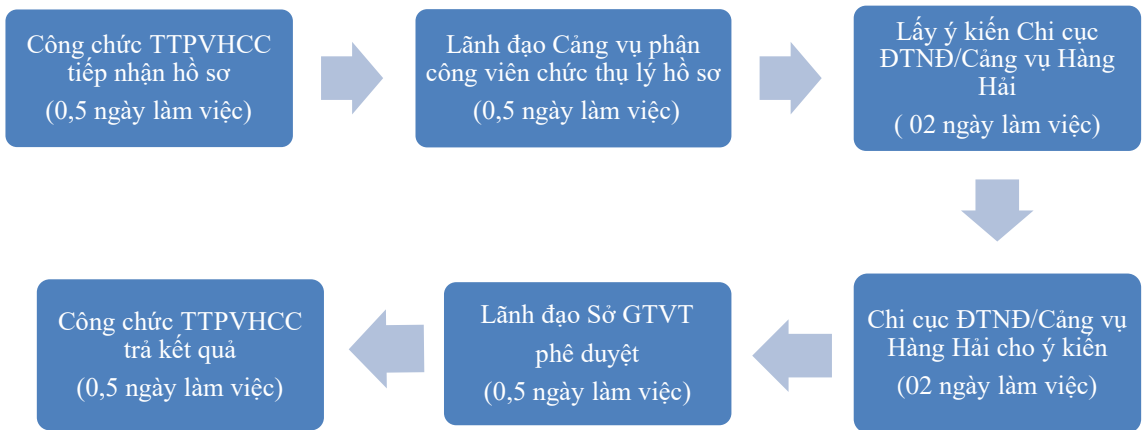 Công chức TTPVHCC
tiếp nhận hồ sơ
(0,5 ngày làm việc)
Lãnh đạo Cảng vụ phân
công viên chức thụ lý hồ sơ
(0,5 ngày làm việc)
Lấy ý kiến Chi cục
ĐTNĐ/Cảng vụ Hàng
Hải
( 02 ngày làm việc)
Chi cục ĐTNĐ/Cảng vụ
Hàng Hải cho ý kiến
(02 ngày làm việc)
Lãnh đạo Sở GTVT
phê duyệt
(0,5 ngày làm việc)
Công chức TTPVHCC
trả kết quả
(0,5 ngày làm việc)